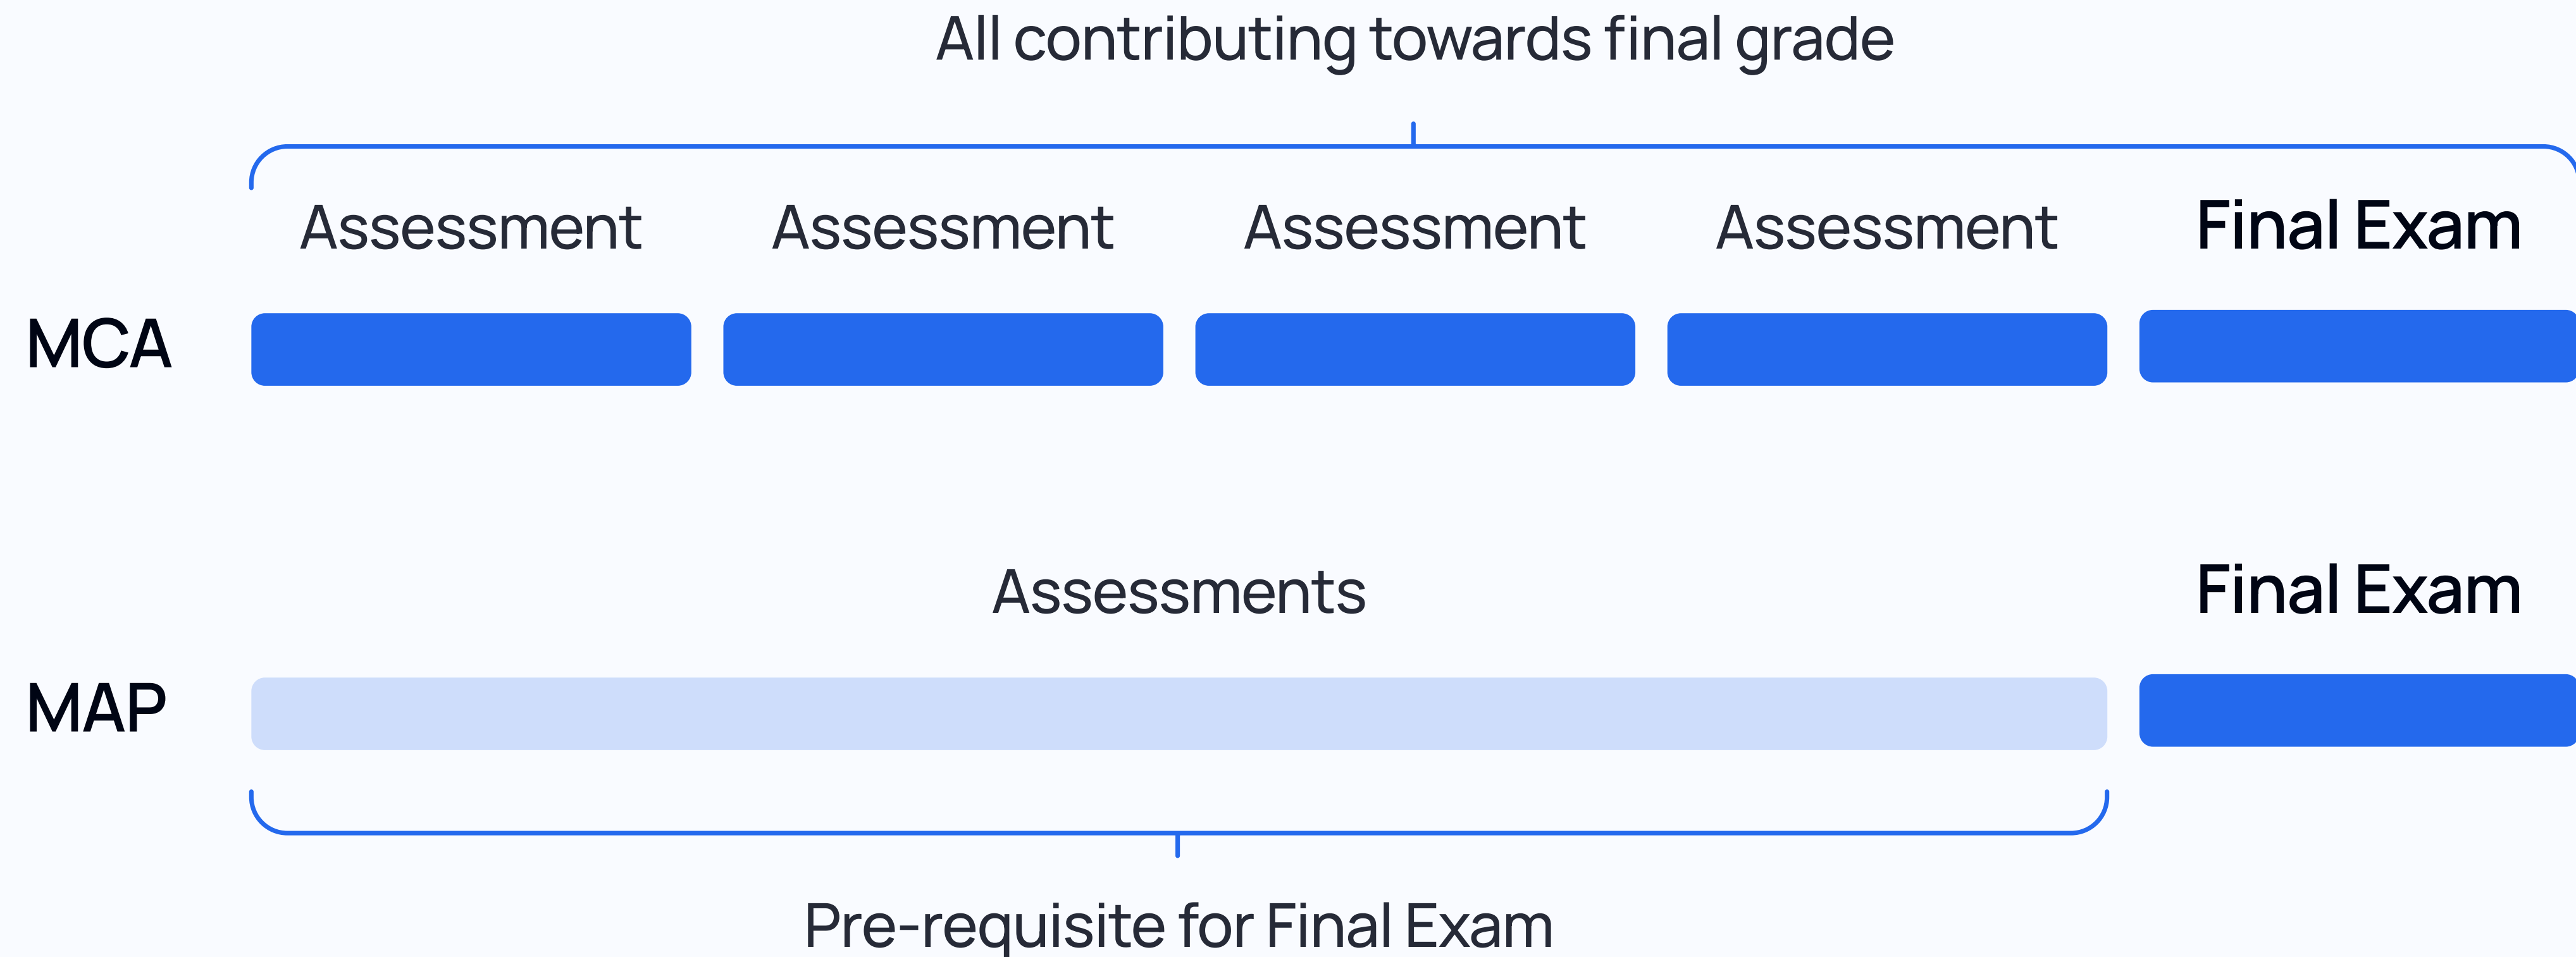 All contributing towards final grade
Assessment Assessment Assessment Assessment Final Exam
MCA
Assessments Final Exam
MAP
Pre-requisite for Final Exam